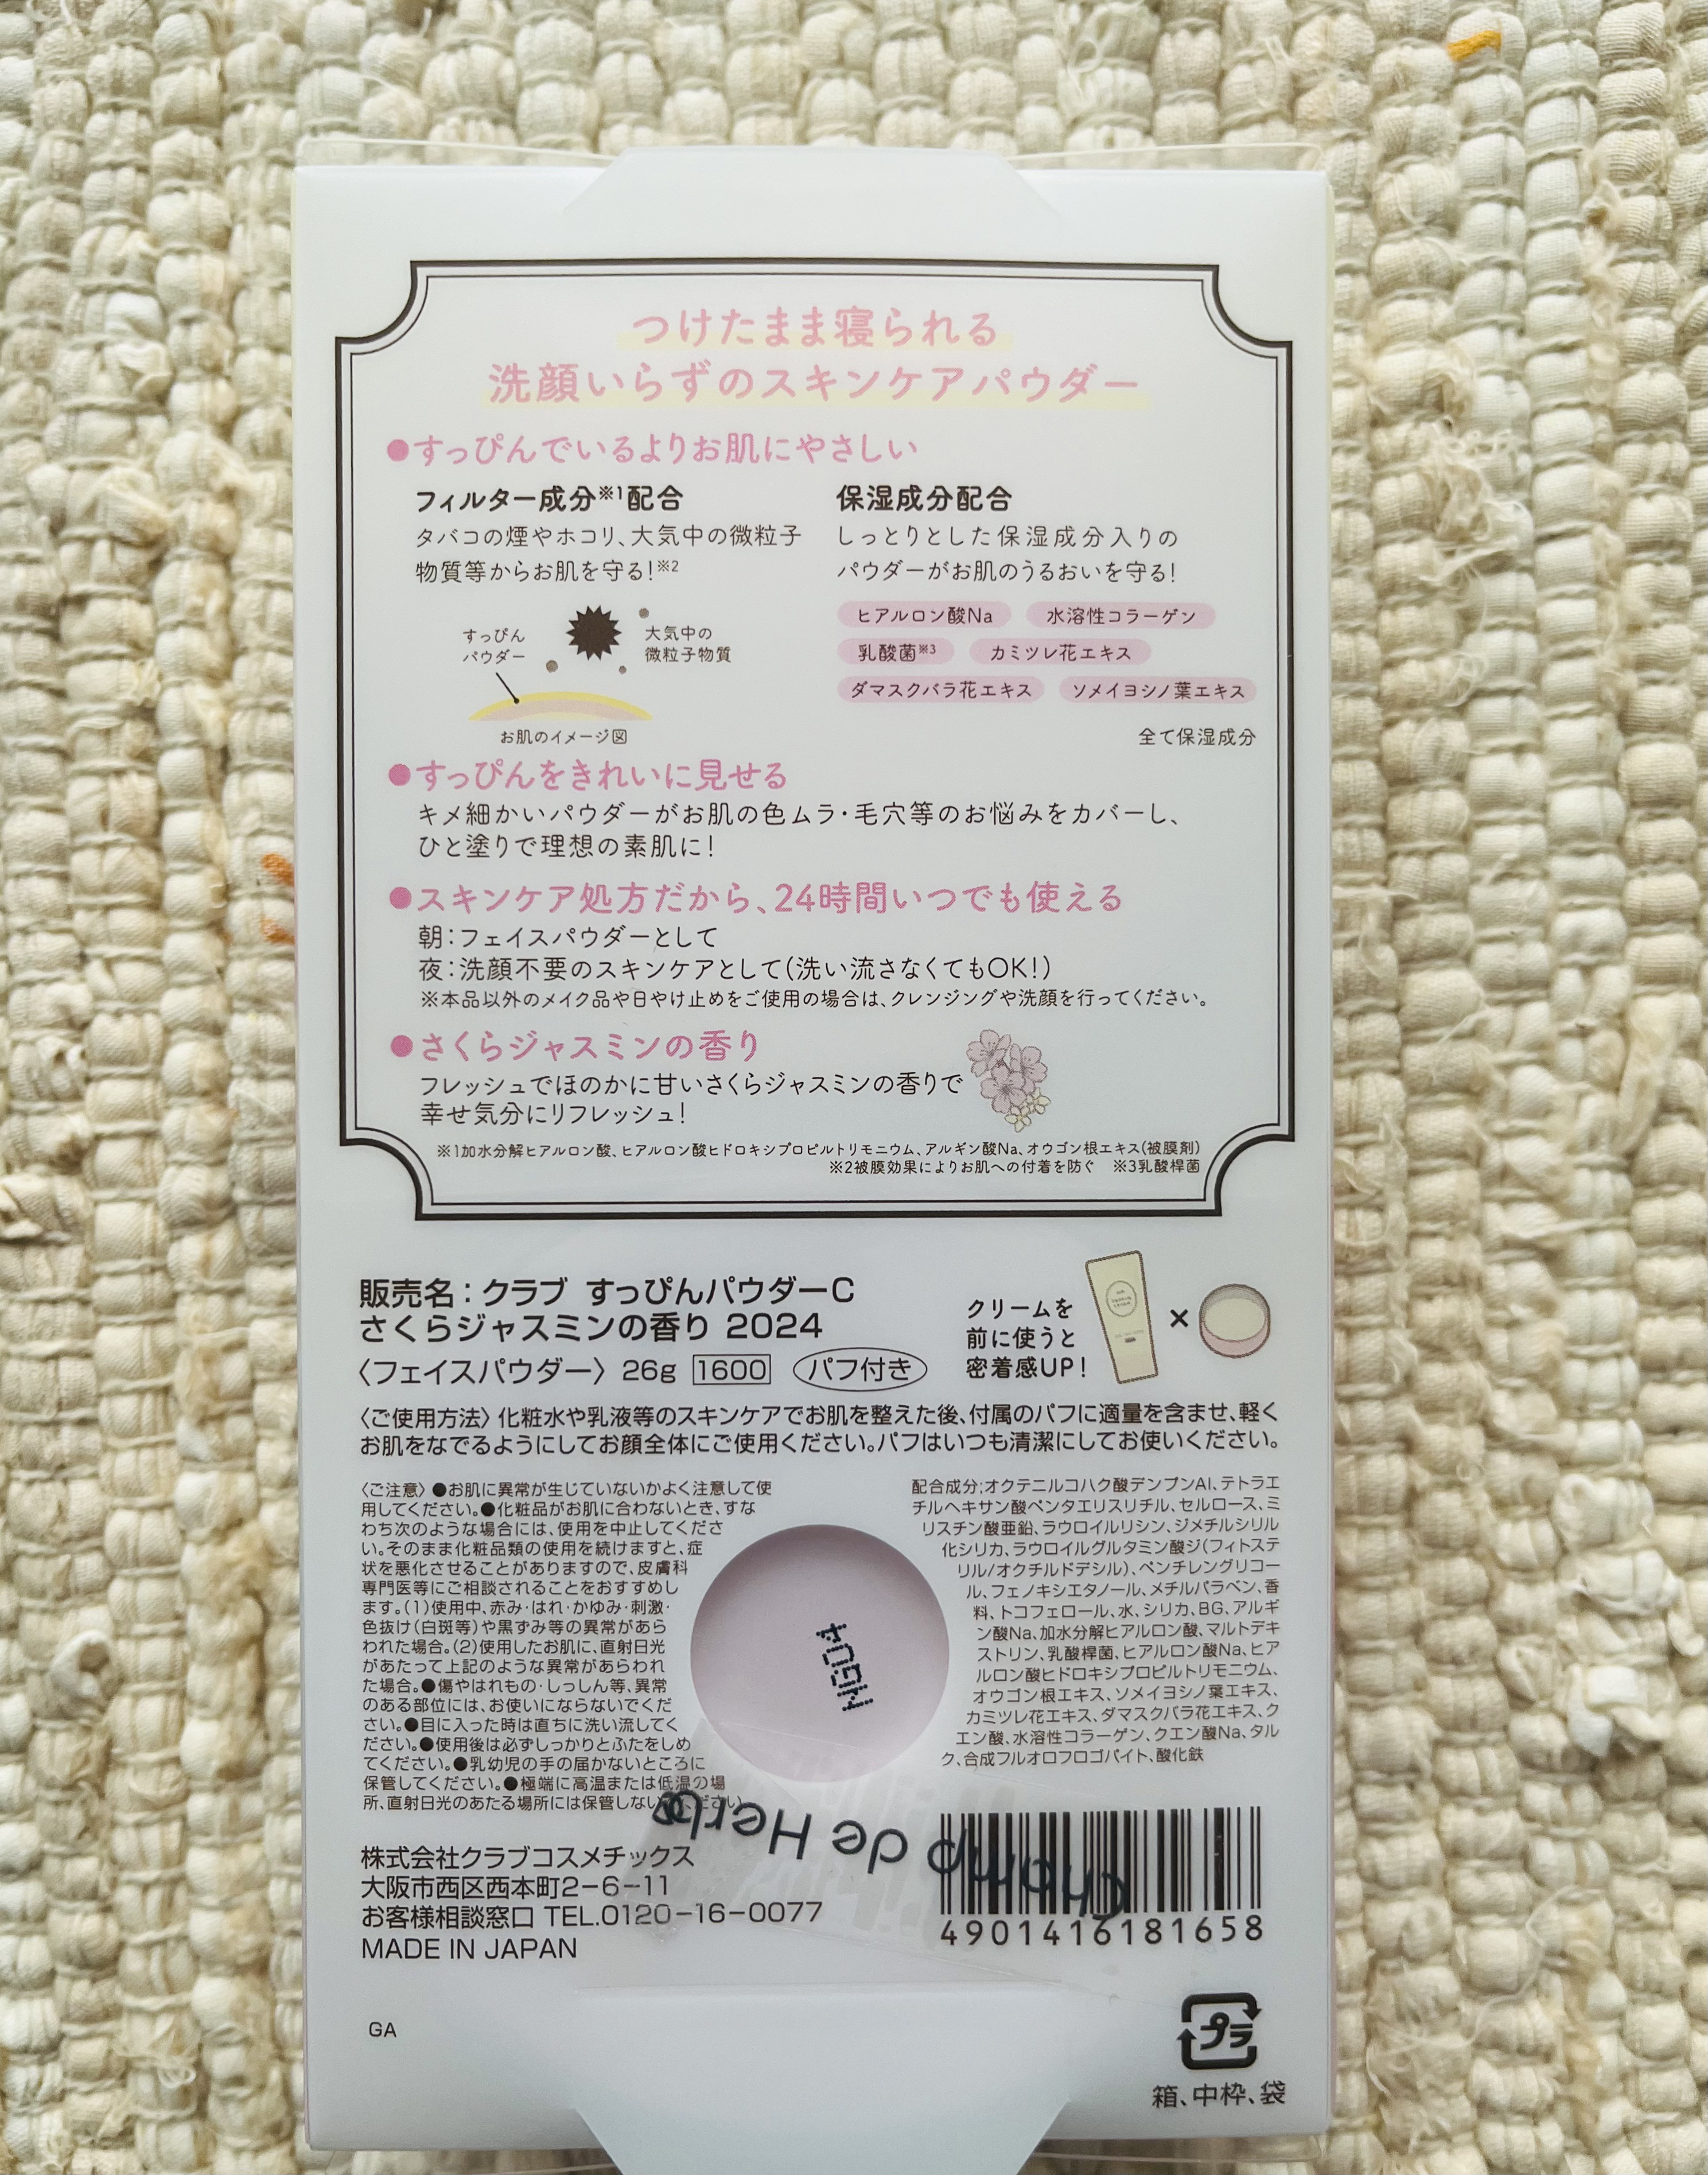 つけたまま寝られる
洗顔いらずのスキンケアパウダー
●すっぴんでいるよりお肌にやさしい
フィルター成分※1配合
タバコの煙やホコリ、大気中の微粒子
物質等からお肌を守る!※2
すっぴん
パウダー
大気中の
微粒子物質
お肌のイメージ図
保湿成分配合
しっとりとした保湿成分入りの
パウダーがお肌のうるおいを守る!
ヒアルロン酸Na 水溶性コラーゲン
乳酸菌※3 カミツレ花エキス
ダマスクバラ花エキス ソメイヨシノ葉エキス
全て保湿成分
●すっぴんをきれいに見せる
キメ細かいパウダーがお肌の色ムラ・毛穴等のお悩みをカバーし、
ひと塗りで理想の素肌に!
●スキンケア処方だから、24時間いつでも使える
朝:フェイスパウダーとして
夜:洗顔不要のスキンケアとして(洗い流さなくてもOK!)
※本品以外のメイク品や日やけ止めをご使用の場合は、クレンジングや洗顔を行ってください。
●さくらジャスミンの香り
フレッシュでほのかに甘いさくらジャスミンの香りで
幸せ気分にリフレッシュ!
※1加水分解ヒアルロン酸、ヒアルロン酸ヒドロキシプロピルトリモニウム、アルギン酸Na、オウゴン根エキス(被膜剤)
※2被膜効果によりお肌への付着を防ぐ ※3乳酸桿菌
販売名:クラブ すっぴんパウダーC
さくらジャスミンの香り 2024
〈フェイスパウダー〉 26g 1600 パフ付き
クリームを
前に使うと
密着感UP!
×
〈ご使用方法〉化粧水や乳液等のスキンケアでお肌を整えた後、付属のパフに適量を含ませ、軽く
お肌をなでるようにしてお顔全体にご使用ください。パフはいつも清潔にしてお使いください。
〈ご注意〉●お肌に異常が生じていないかよく注意して使
用してください。●化粧品がお肌に合わないとき、すな
わち次のような場合には、使用を中止してくださ
い。そのまま化粧品類の使用を続けますと、症
状を悪化させることがありますので、皮膚科
専門医等にご相談されることをおすすめし
ます。(1)使用中、赤み・はれ・かゆみ・刺激・
色抜け(白斑等)や黒ずみ等の異常があら
われた場合。(2)使用したお肌に、直射日光
があたって上記のような異常があらわれ
た場合。●傷やはれもの・しっしん等、異常
のある部位には、お使いにならないでくだ
さい。●目に入った時は直ちに洗い流してく
ださい。●使用後は必ずしっかりとふたをしめ
てください。●乳幼児の手の届かないところに
保管してください。●極端に高温または低温の場
所、直射日光のあたる場所には保管しないでください。
配合成分:オクテニルコハク酸デンプンAl、テトラエ
チルヘキサン酸ペンタエリスリチル、セルロース、ミ
リスチン酸亜鉛、ラウロイルリシン、ジメチルシリル
化シリカ、ラウロイルグルタミン酸ジ(フィトステ
リル/オクチルドデシル)、ペンチレングリコー
ル、フェノキシエタノール、メチルパラベン、香
料、トコフェロール、水、シリカ、BG、アルギ
ン酸Na、加水分解ヒアルロン酸、マルトデキ
ストリン、乳酸桿菌、ヒアルロン酸Na、ヒア
ルロン酸ヒドロキシプロピルトリモニウム、
オウゴン根エキス、ソメイヨシノ葉エキス、
カミツレ花エキス、ダマスクバラ花エキス、ク
エン酸、水溶性コラーゲン、クエン酸Na、タル
ク、合成フルオロフロゴパイト、酸化鉄
de Herbe
株式会社クラブコスメチックス
大阪市西区西本町2-6-11
お客様相談窓口 TEL.0120-16-0077
MADE IN JAPAN
4901416181658
GA
プラ
箱、中枠、袋